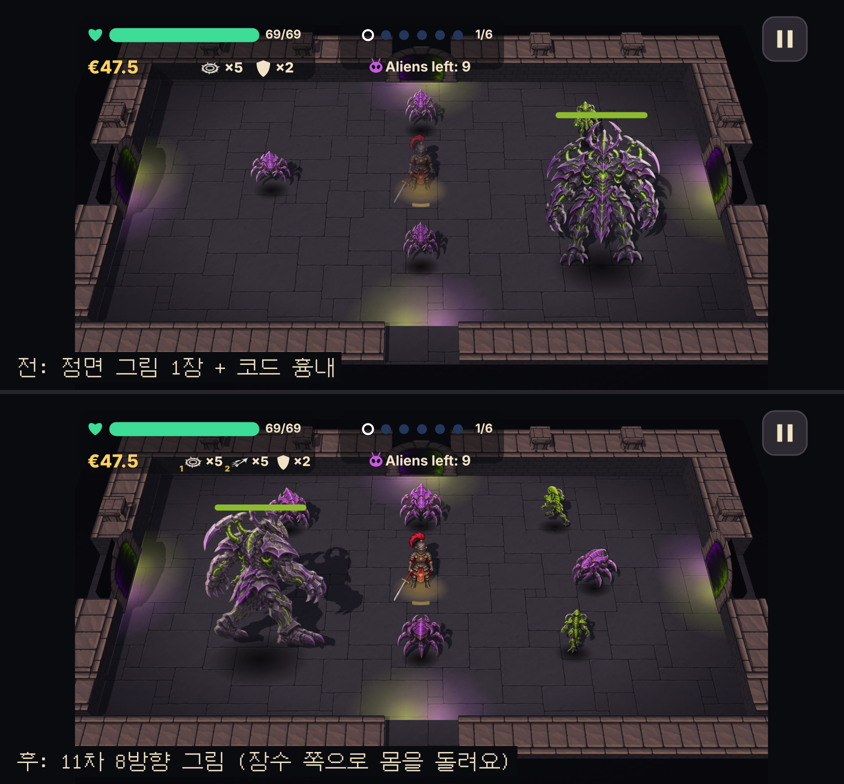 69/69 1/6
€47.5 ×5 ×2 Aliens left: 9
전: 정면 그림 1장 + 코드 흉내
69/69 1/6
€47.5 1 ×5 2 ×5 ×2 Aliens left: 9
후: 11차 8방향 그림 (장수 쪽으로 몸을 돌려요)